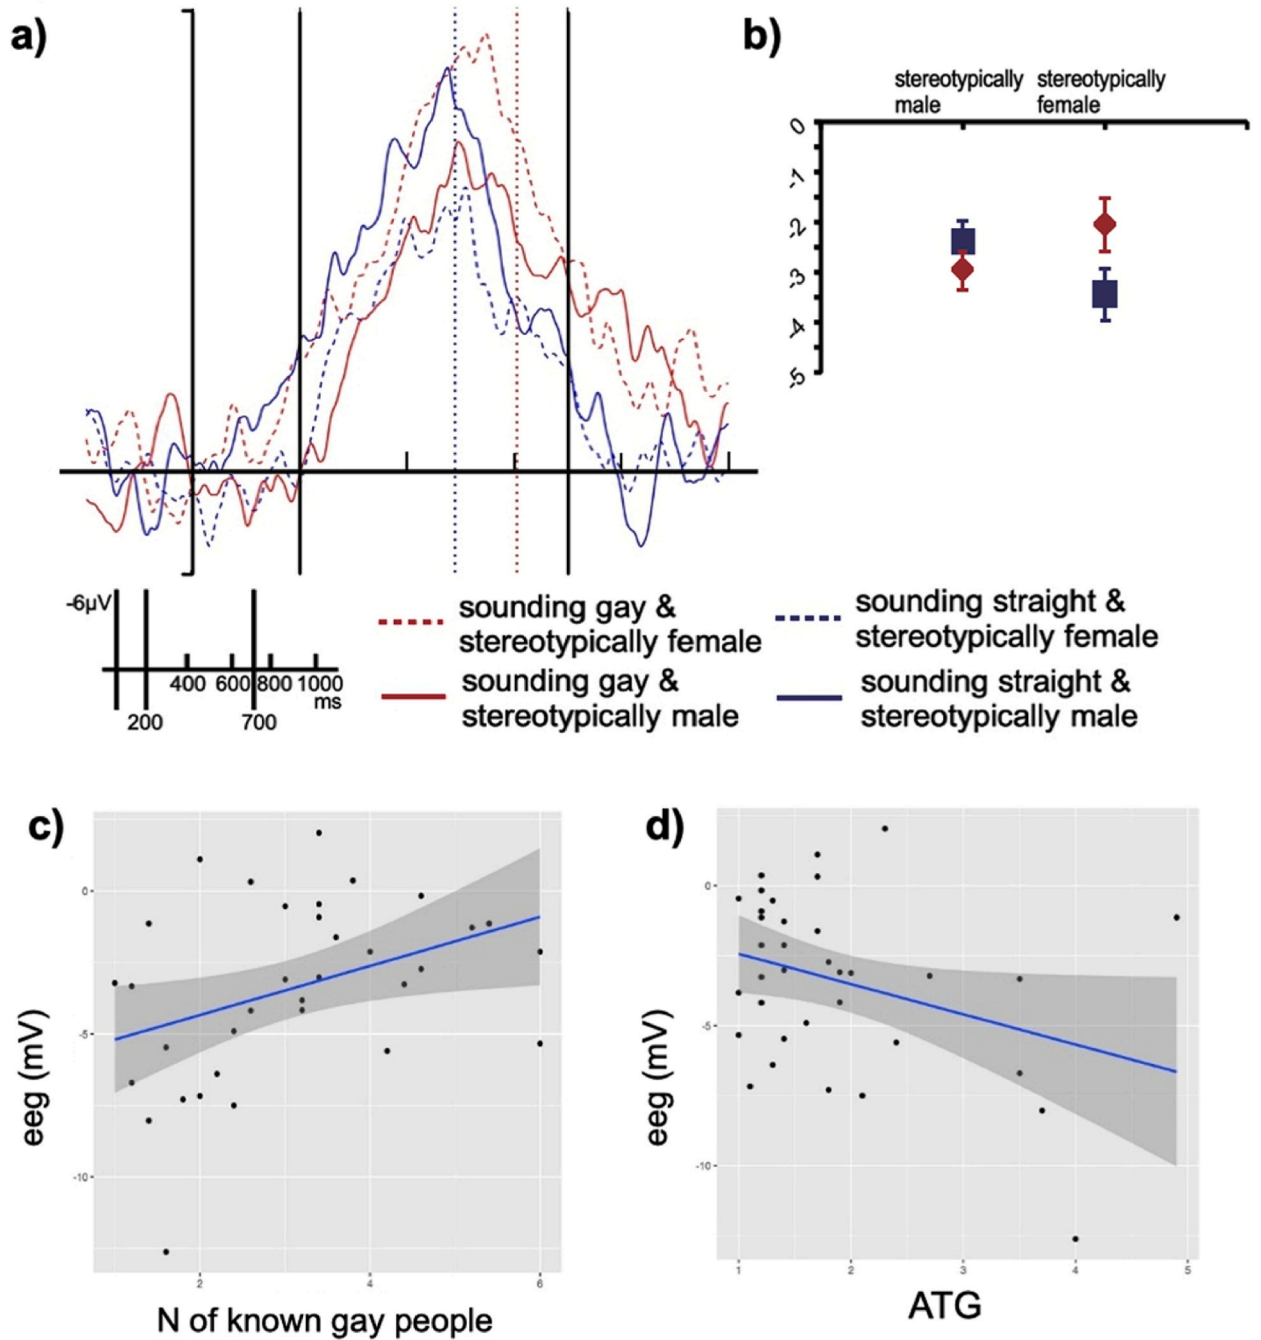 a)
b)
stereotypically male
stereotypically female
0
-1
-2
-3
-4
-5
-6µV
400 600 800 1000
ms
200
700
sounding gay &
stereotypically female
sounding straight &
stereotypically female
sounding gay &
stereotypically male
sounding straight &
stereotypically male
c)
0
-5
-10
eeg (mV)
2 4 6
N of known gay people
d)
0
-5
-10
eeg (mV)
1 2 3 4 5
ATG